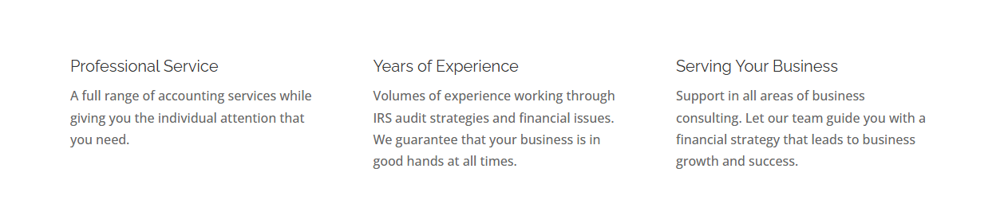 Professional Service
A full range of accounting services while
giving you the individual attention that
you need.
Years of Experience
Volumes of experience working through
IRS audit strategies and financial issues.
We guarantee that your business is in
good hands at all times.
Serving Your Business
Support in all areas of business
consulting. Let our team guide you with a
financial strategy that leads to business
growth and success.